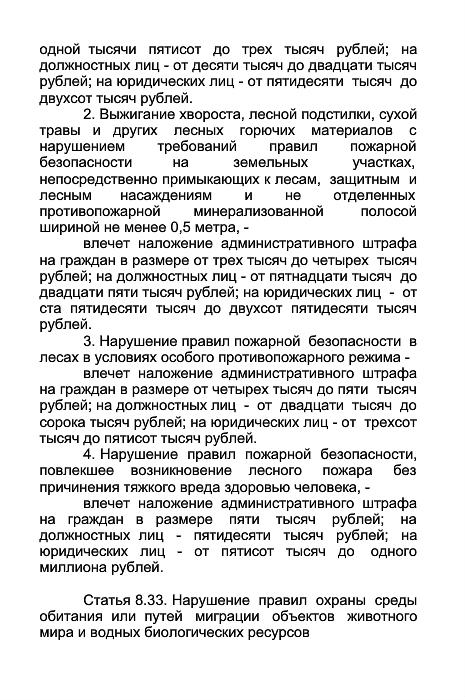 одной тысячи пятисот до трех тысяч рублей; на
должностных лиц - от десяти тысяч до двадцати тысяч
рублей; на юридических лиц - от пятидесяти тысяч до
двухсот тысяч рублей.
2. Выжигание хвороста, лесной подстилки, сухой
травы и других лесных горючих материалов с
нарушением требований правил пожарной
безопасности на земельных участках,
непосредственно примыкающих к лесам, защитным и
лесным насаждениям и не отделенных
противопожарной минерализованной полосой
шириной не менее 0,5 метра, -
влечет наложение административного штрафа
на граждан в размере от трех тысяч до четырех тысяч
рублей; на должностных лиц - от пятнадцати тысяч до
двадцати пяти тысяч рублей; на юридических лиц - от
ста пятидесяти тысяч до двухсот пятидесяти тысяч
рублей.
3. Нарушение правил пожарной безопасности в
лесах в условиях особого противопожарного режима -
влечет наложение административного штрафа
на граждан в размере от четырех тысяч до пяти тысяч
рублей; на должностных лиц - от двадцати тысяч до
сорока тысяч рублей; на юридических лиц - от трехсот
тысяч до пятисот тысяч рублей.
4. Нарушение правил пожарной безопасности,
повлекшее возникновение лесного пожара без
причинения тяжкого вреда здоровью человека, -
влечет наложение административного штрафа
на граждан в размере пяти тысяч рублей; на
должностных лиц - пятидесяти тысяч рублей; на
юридических лиц - от пятисот тысяч до одного
миллиона рублей.
Статья 8.33. Нарушение правил охраны среды
обитания или путей миграции объектов животного
мира и водных биологических ресурсов